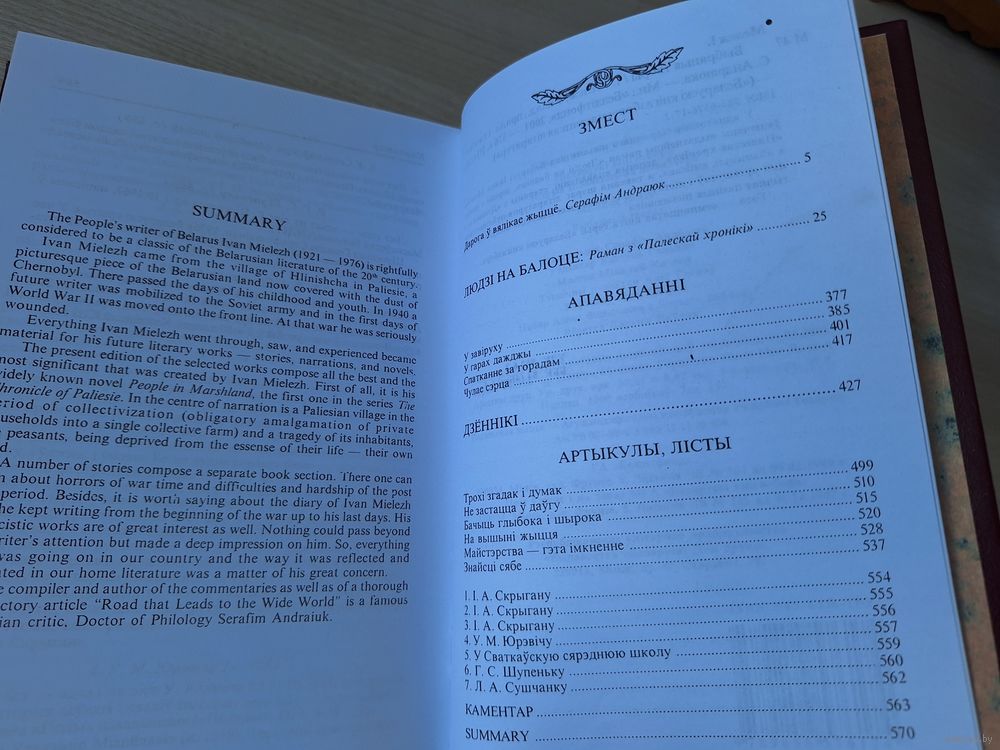 SUMMARY
The People's writer of Belarus Ivan Mielezh (1921 — 1976) is rightfully
considered to be a classic of the Belarusian literature of the 20th century.
Ivan Mielezh came from the village of Hlinishcha in Paliesie, a
picturesque piece of the Belarusian land now covered with the dust of
Chernobyl. There passed the days of his childhood and youth. In 1940 a
future writer was mobilized to the Soviet army and in the first days of
World War II was moved onto the front line. At that war he was seriously
wounded.
Everything Ivan Mielezh went through, saw, and experienced became
material for his future literary works — stories, narrations, and novels.
The present edition of the selected works compose all the best and the
most significant that was created by Ivan Mielezh. First of all, it is his
widely known novel People in Marshland, the first one in the series The
Chronicle of Paliesie. In the centre of narration is a Paliesian village in the
period of collectivization (obligatory amalgamation of private
households into a single collective farm) and a tragedy of its inhabitants,
peasants, being deprived from the essense of their life — their own
A number of stories compose a separate book section. There one can
about horrors of war time and difficulties and hardship of the post
period. Besides, it is worth saying about the diary of Ivan Mielezh
he kept writing from the beginning of the war up to his last days. His
cistic works are of great interest as well. Nothing could pass beyond
riter's attention but made a deep impression on him. So, everything
was going on in our country and the way it was reflected and
ated in our home literature was a matter of his great concern.
e compiler and author of the commentaries as well as of a thorough
ctory article “Road that Leads to the Wide World” is a famous
ian critic, Doctor of Philology Serafim Andraiuk.
ЗМЕСТ
Дарога ў вялікае жыццё. Серафім Андраюк 5
ЛЮДЗІ НА БАЛОЦЕ: Раман з «Палескай хронікі» 25
АПАВЯДАННІ
У завіруху 377
У гарах дажджы 385
Спатканне за горадам 401
Чулае сэрца 417
ДЗЁННІКІ 427
АРТЫКУЛЫ, ЛІСТЫ
Трохі згадак і думак 499
Не застацца ў даўгу 510
Бачыць глыбока і шырока 515
На вышыні жыцця 520
Майстэрства — гэта імкненне 528
Знайсці сябе 537
1. І. А. Скрыгану 554
2. І. А. Скрыгану 555
3. І. А. Скрыгану 556
4. У. М. Юрэвічу 557
5. У Сваткаўскую сярэднюю школу 559
6. Г. С. Шупеньку 560
7. Л. А. Сушчанку 562
КАМЕНТАР 563
SUMMARY 570